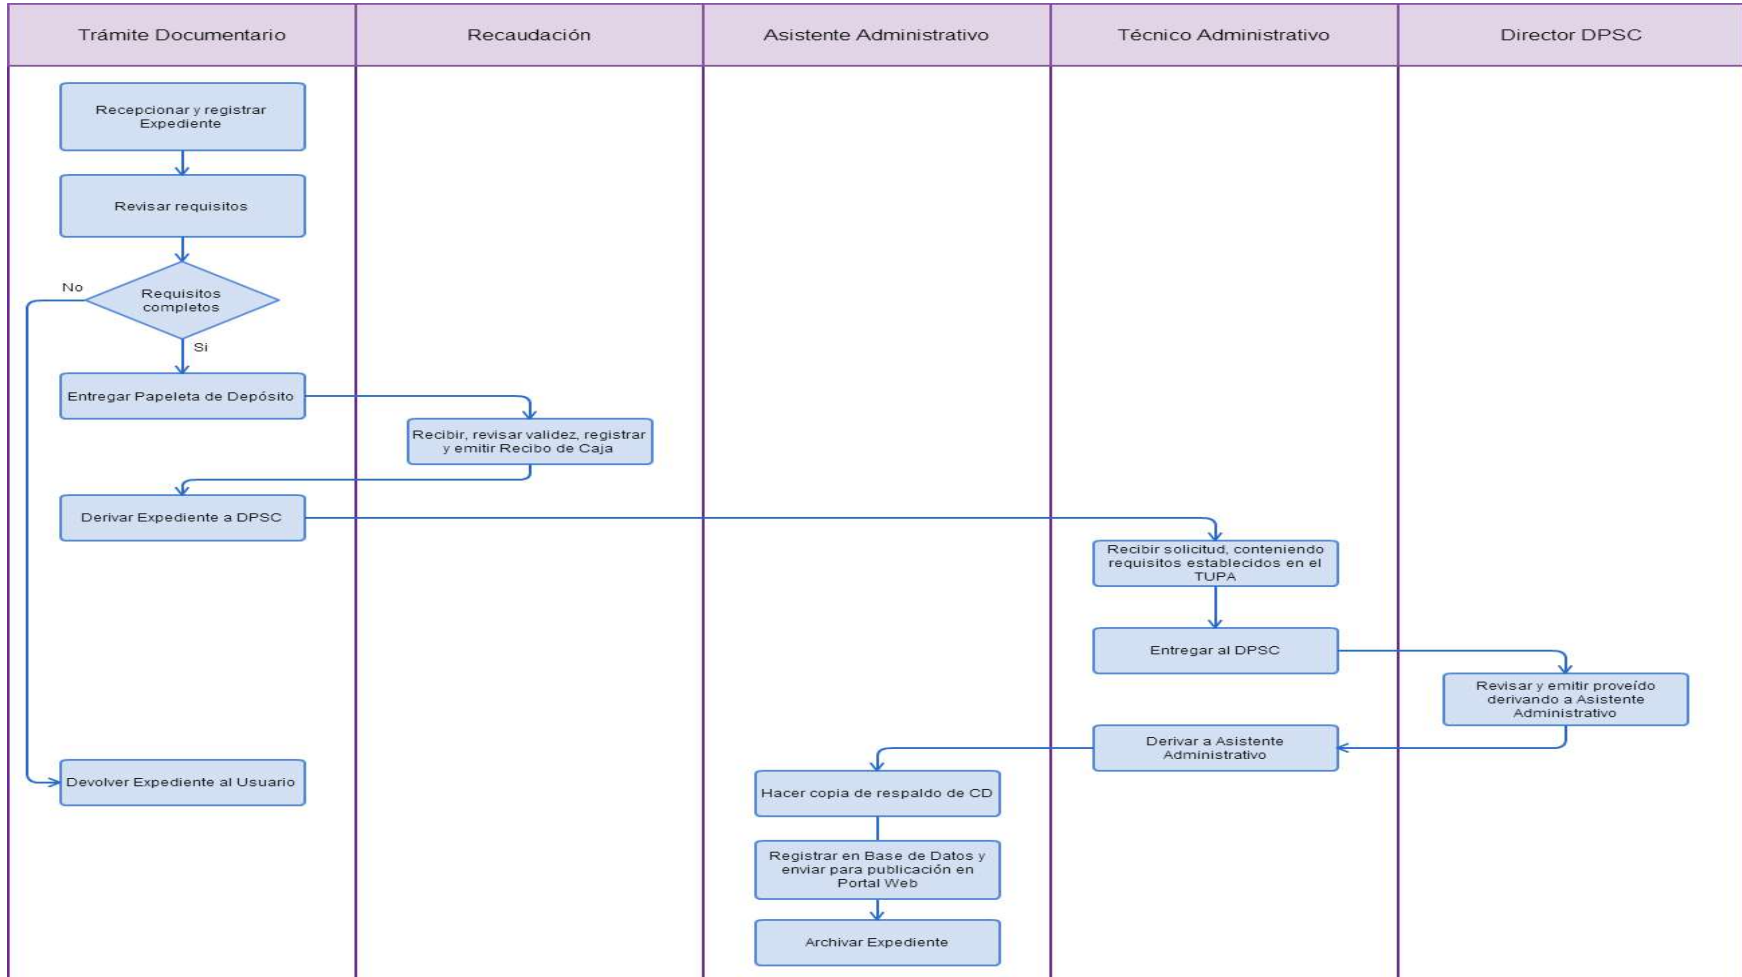 Trámite Documentario
Recaudación
Asistente Administrativo
Técnico Administrativo
Director DPSC
Recepcionar y registrar
Expediente
Revisar requisitos
No
Requisitos
completos
Si
Entregar Papeleta de Depósito
Recibir, revisar validez, registrar
y emitir Recibo de Caja
Derivar Expediente a DPSC
Recibir solicitud, conteniendo
requisitos establecidos en el
TUPA
Entregar al DPSC
Revisar y emitir proveído
derivando a Asistente
Administrativo
Derivar a Asistente
Administrativo
Devolver Expediente al Usuario
Hacer copia de respaldo de CD
Registrar en Base de Datos y
enviar para publicación en
Portal Web
Archivar Expediente